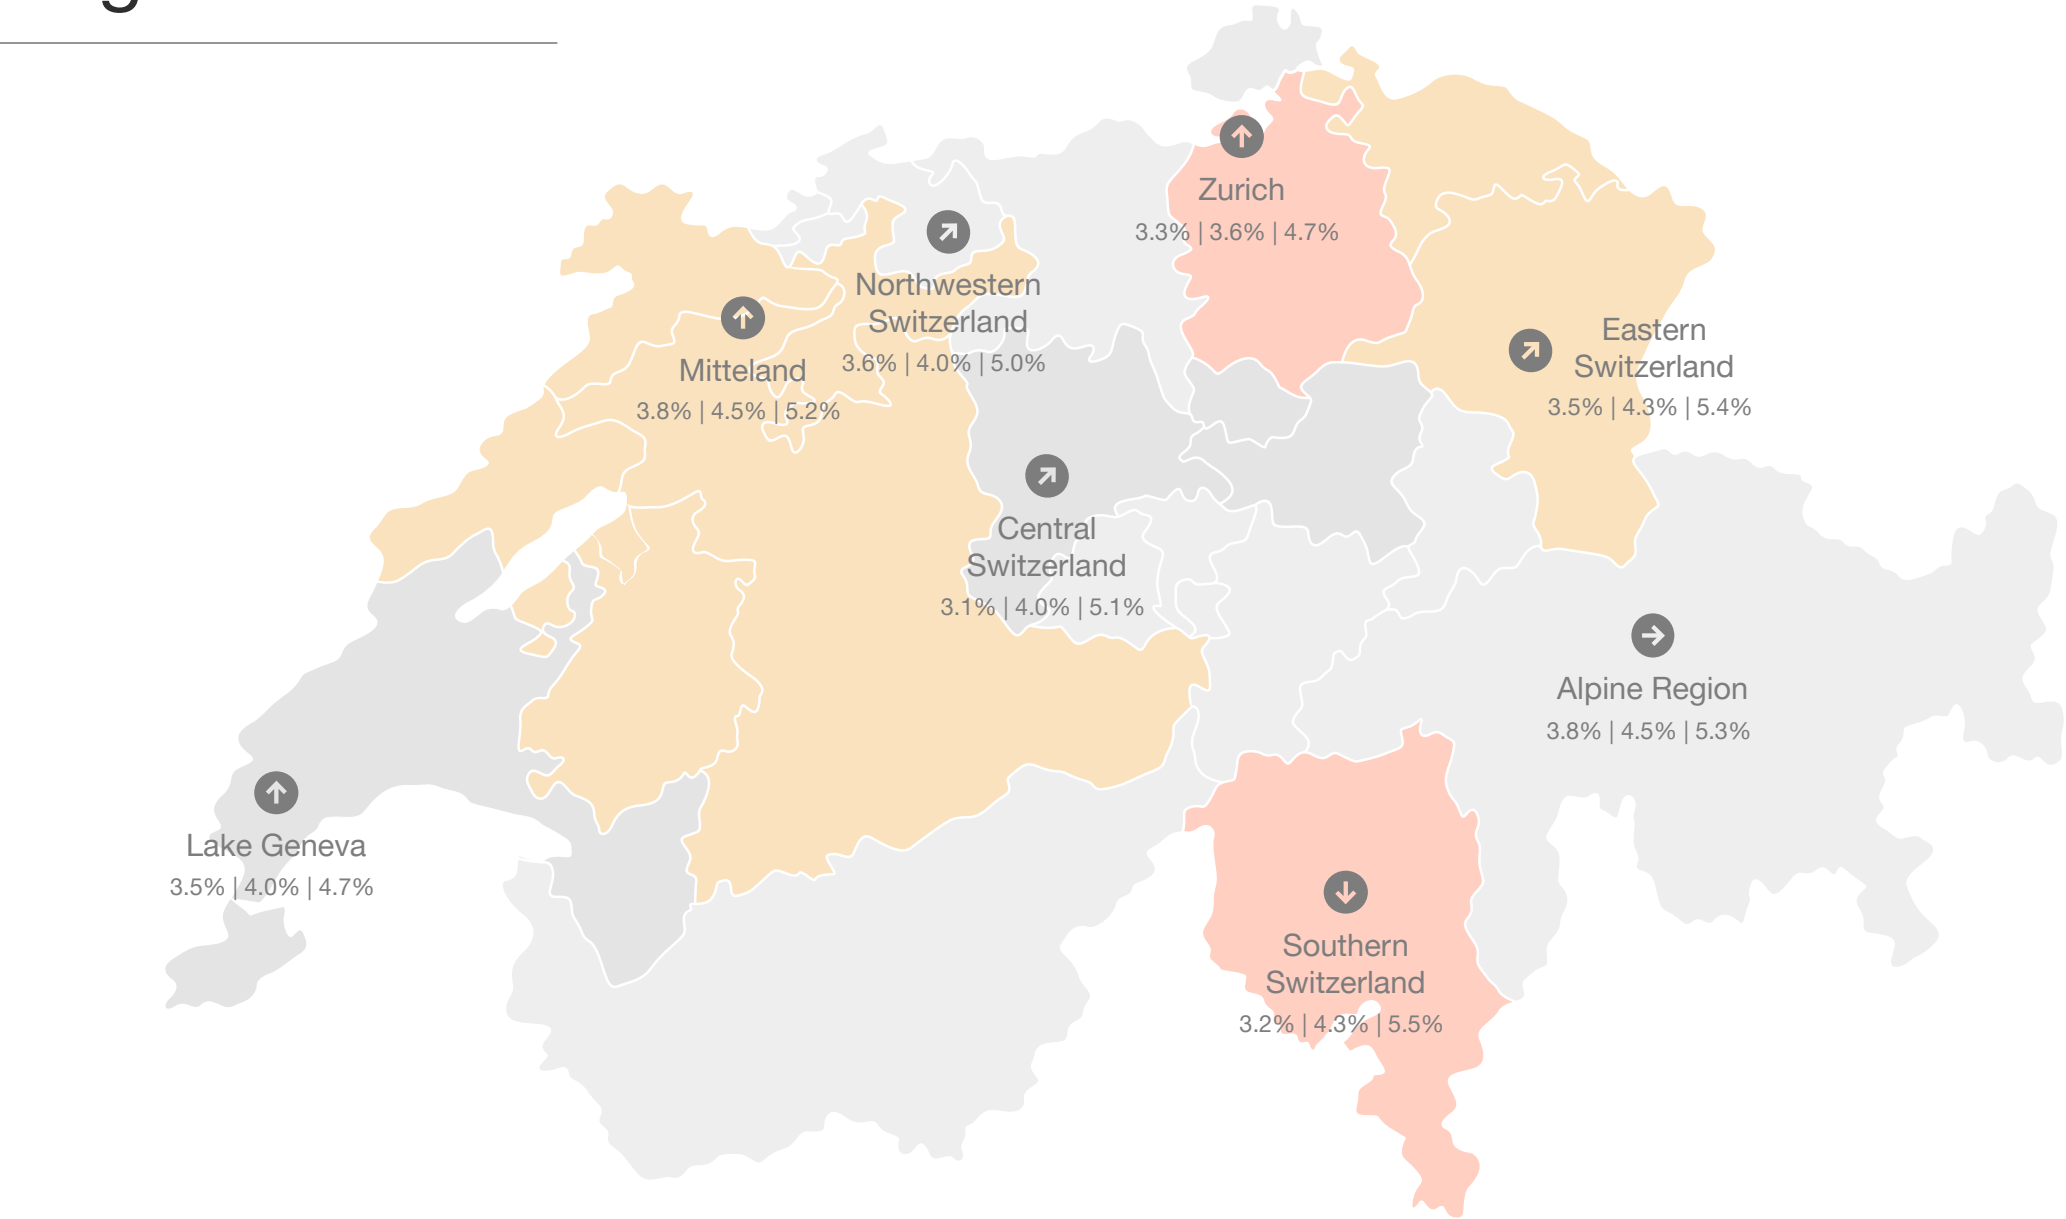 Zurich
3.3% | 3.6% | 4.7%
Northwestern
Switzerland
3.6% | 4.0% | 5.0%
Mitteland
3.8% | 4.5% | 5.2%
Eastern
Switzerland
3.5% | 4.3% | 5.4%
Central
Switzerland
3.1% | 4.0% | 5.1%
Alpine Region
3.8% | 4.5% | 5.3%
Lake Geneva
3.5% | 4.0% | 4.7%
Southern
Switzerland
3.2% | 4.3% | 5.5%